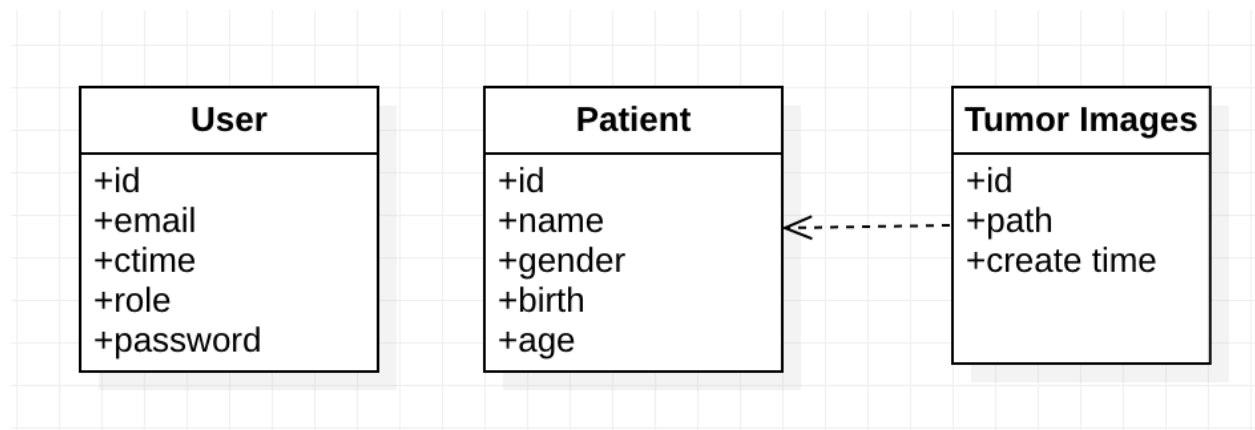 User
+id
+email
+ctime
+role
+password
Patient
+id
+name
+gender
+birth
+age
Tumor Images
+id
+path
+create time